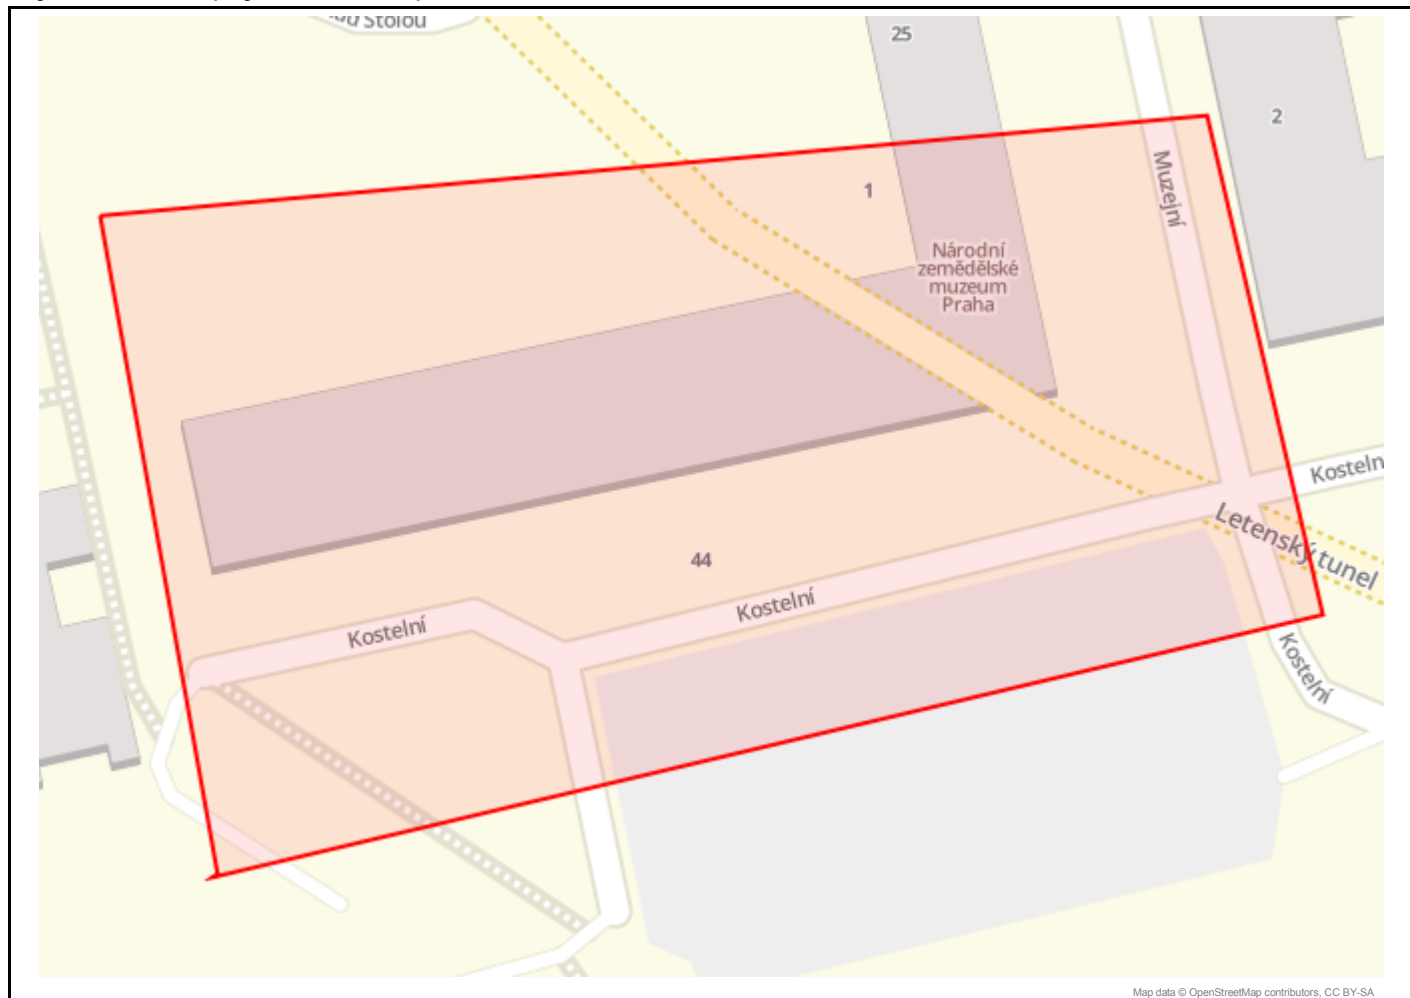 25
2
Muzejní
1
Národní
zemědělské
muzeum
Praha
Kosteln
Letenský tunel
44
Kostelní
Kostelní
Kostelní
Map data © OpenStreetMap contributors, CC BY-SA